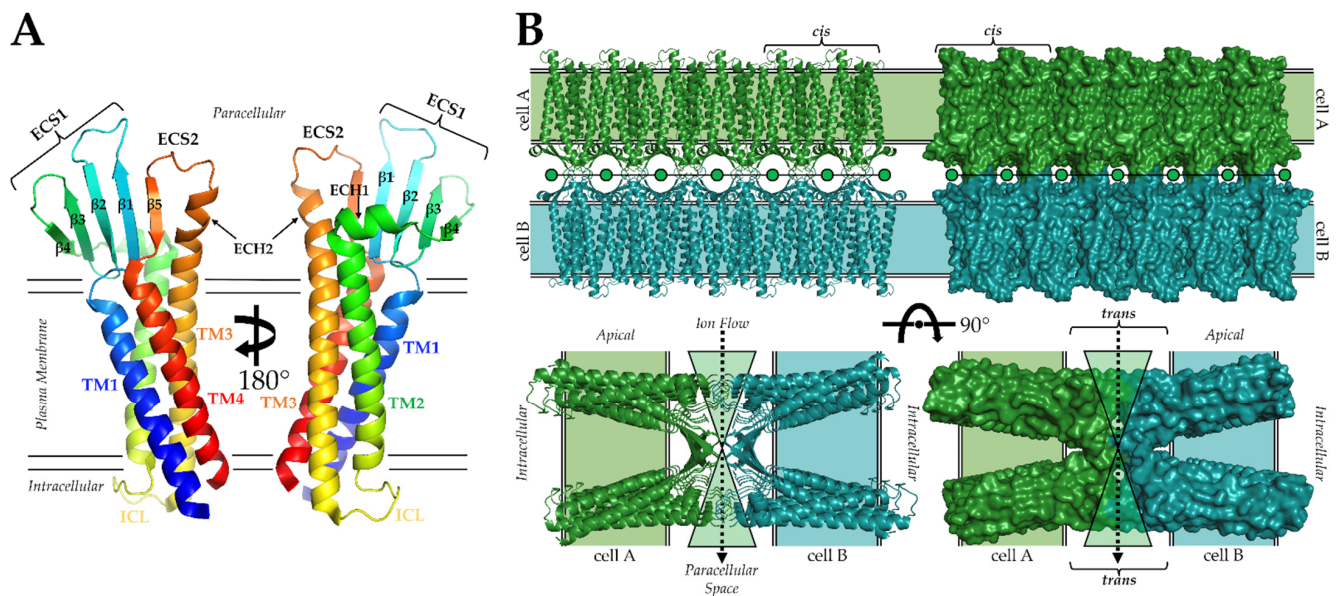 A
Paracellular
ECS1
ECS2
β4
β3
β2
β1
β5
ECH2
ECS2
ECH1
ECS1
β1
β2
β3
β4
Plasma Membrane
TM1
TM3
TM4
180°
TM3
TM1
TM2
Intracellular
ICL
ICL
B
cis
cis
cell A
cell A
cell B
cell B
Apical
Ion Flow
90°
trans
Apical
Intracellular
Intracellular
Intracellular
Intracellular
cell A
Paracellular
Space
cell B
cell A
trans
cell B